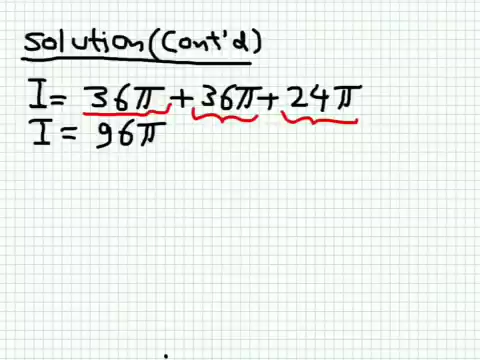 Solution (Cont'd)
I = 36π + 36π + 24π
I = 96π